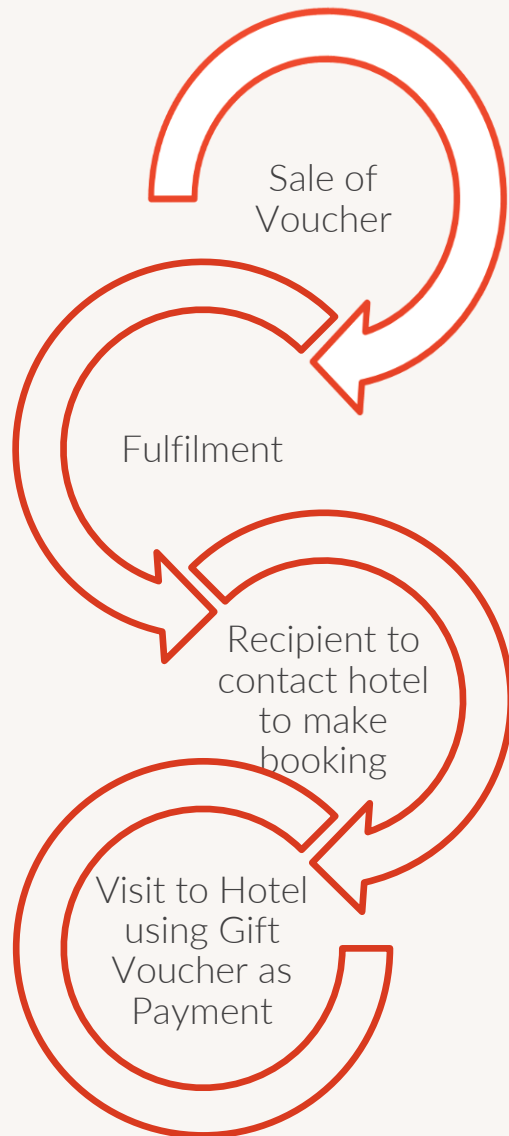 Sale of
Voucher
Fulfilment
Recipient to
contact hotel
to make
booking
Visit to Hotel
using Gift
Voucher as
Payment